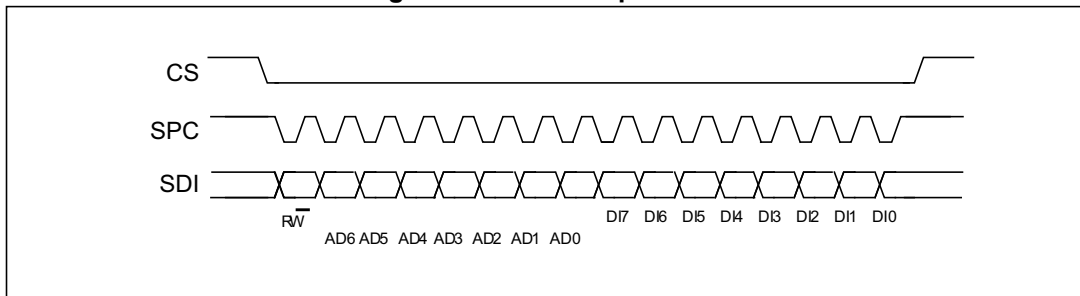 CS
SPC
SDI
RW
DI7 DI6 DI5 DI4 DI3 DI2 DI1 DI0
AD6 AD5 AD4 AD3 AD2 AD1 AD0